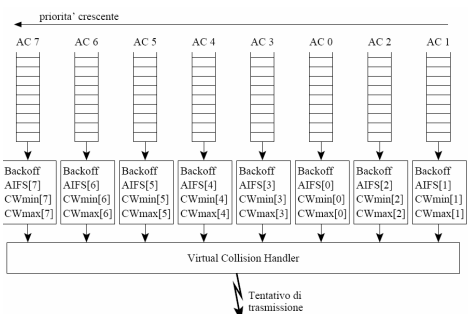 priorita' crescente
AC 7 AC 6 AC 5 AC 4 AC 3 AC 0 AC 2 AC 1
Backoff Backoff Backoff Backoff Backoff Backoff Backoff Backoff
AIFS[7] AIFS[6] AIFS[5] AIFS[4] AIFS[3] AIFS[0] AIFS[2] AIFS[1]
CWmin[7] CWmin[6] CWmin[5] CWmin[4] CWmin[3] CWmin[0] CWmin[2] CWmin[1]
CWmax[7] CWmax[6] CWmax[5] CWmax[4] CWmax[3] CWmax[0] CWmax[2] CWmax[1]
Virtual Collision Handler
Tentativo di
trasmissione